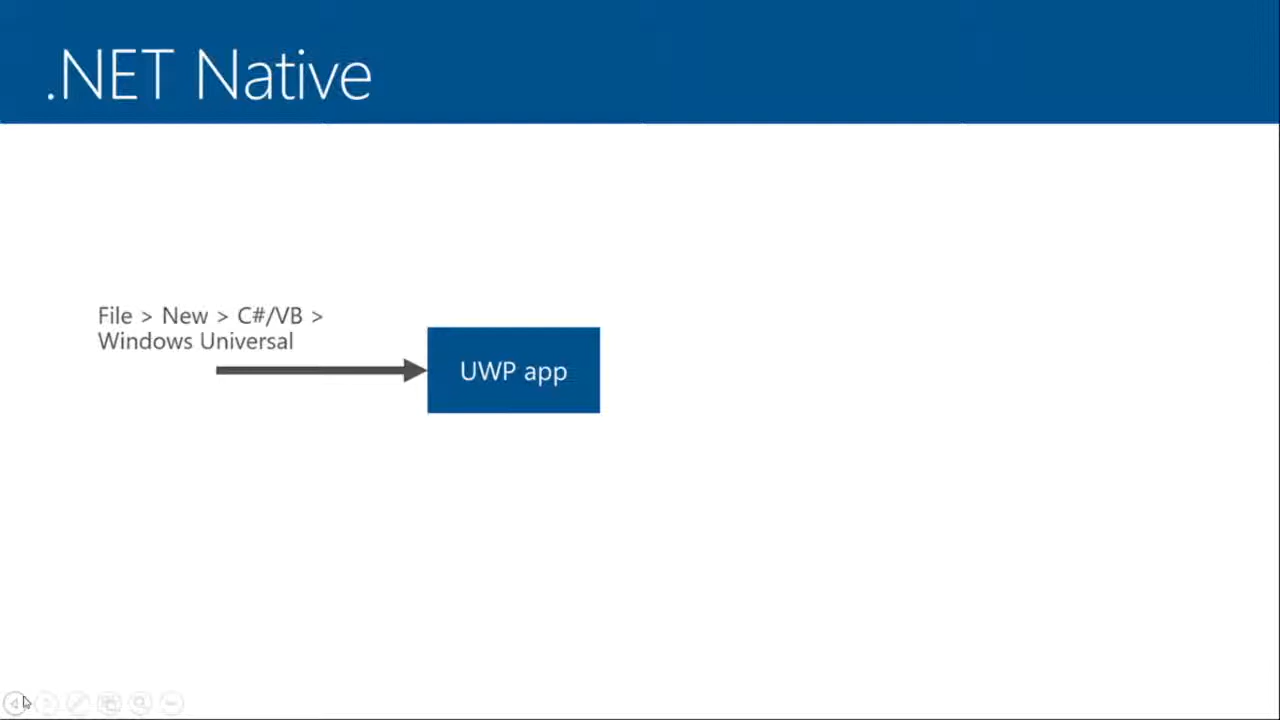 .NET Native
File > New > C#/VB >
Windows Universal
UWP app